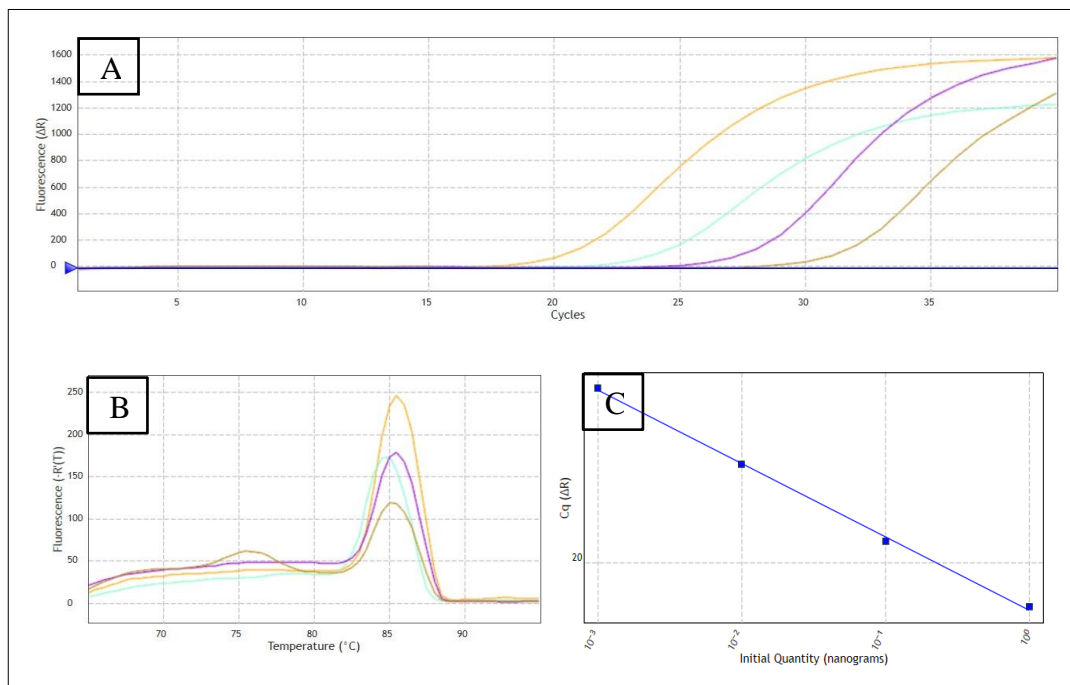 A
1600
1400
1200
1000
800
600
400
200
0
Fluorescence (ΔR)
5 10 15 20 25 30 35
Cycles
B
250
200
150
100
50
0
Fluorescence (-R'(T))
70 75 80 85 90
Temperature (°C)
C
Cq (ΔR)
20
10⁻³ 10⁻² 10⁻¹ 10⁰
Initial Quantity (nanograms)